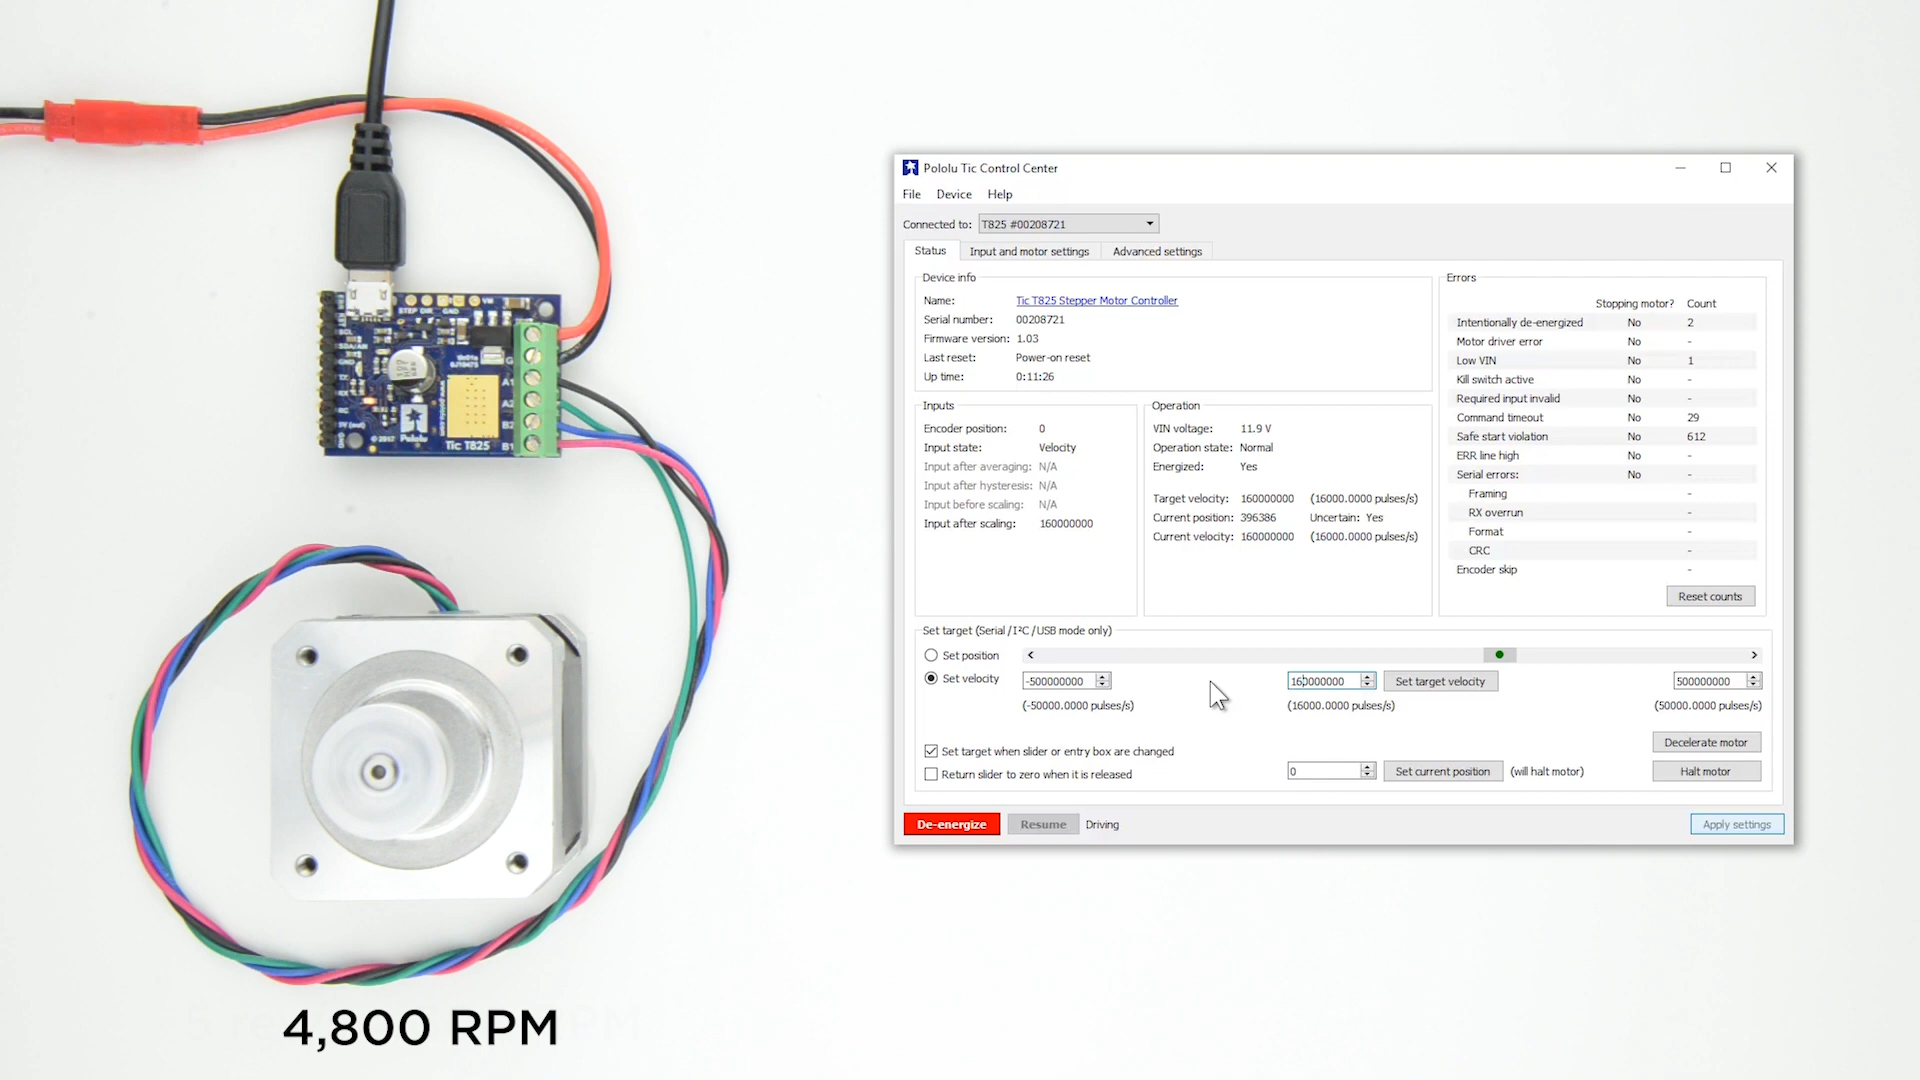 Pololu Tic Control Center
File Device Help
Connected to: T825 #00208721
Status Input and motor settings Advanced settings
Device info
Name: Tic T825 Stepper Motor Controller
Serial number: 00208721
Firmware version: 1.03
Last reset: Power-on reset
Up time: 0:11:26
Inputs
Encoder position: 0
Input state: Velocity
Input after averaging: N/A
Input after hysteresis: N/A
Input before scaling: N/A
Input after scaling: 160000000
Operation
VIN voltage: 11.9 V
Operation state: Normal
Energized: Yes
Target velocity: 160000000 (16000.0000 pulses/s)
Current position: 396386 Uncertain: Yes
Current velocity: 160000000 (16000.0000 pulses/s)
Errors
Stopping motor? Count
Intentionally de-energized No 2
Motor driver error No -
Low VIN No 1
Kill switch active No -
Required input invalid No -
Command timeout No 29
Safe start violation No 612
ERR line high No -
Serial errors: No -
Framing -
RX overrun -
Format -
CRC -
Encoder skip -
Reset counts
Set target (Serial /I²C /USB mode only)
Set position
Set velocity -500000000 160000000 Set target velocity 500000000
(-50000.0000 pulses/s) (16000.0000 pulses/s) (50000.0000 pulses/s)
Decelerate motor
Set target when slider or entry box are changed
Return slider to zero when it is released 0 Set current position (will halt motor) Halt motor
De-energize Resume Driving Apply settings
STEP DIR GND VM
Pololu
Tic T825
© 2017
www.pololu.com
4,800 RPM